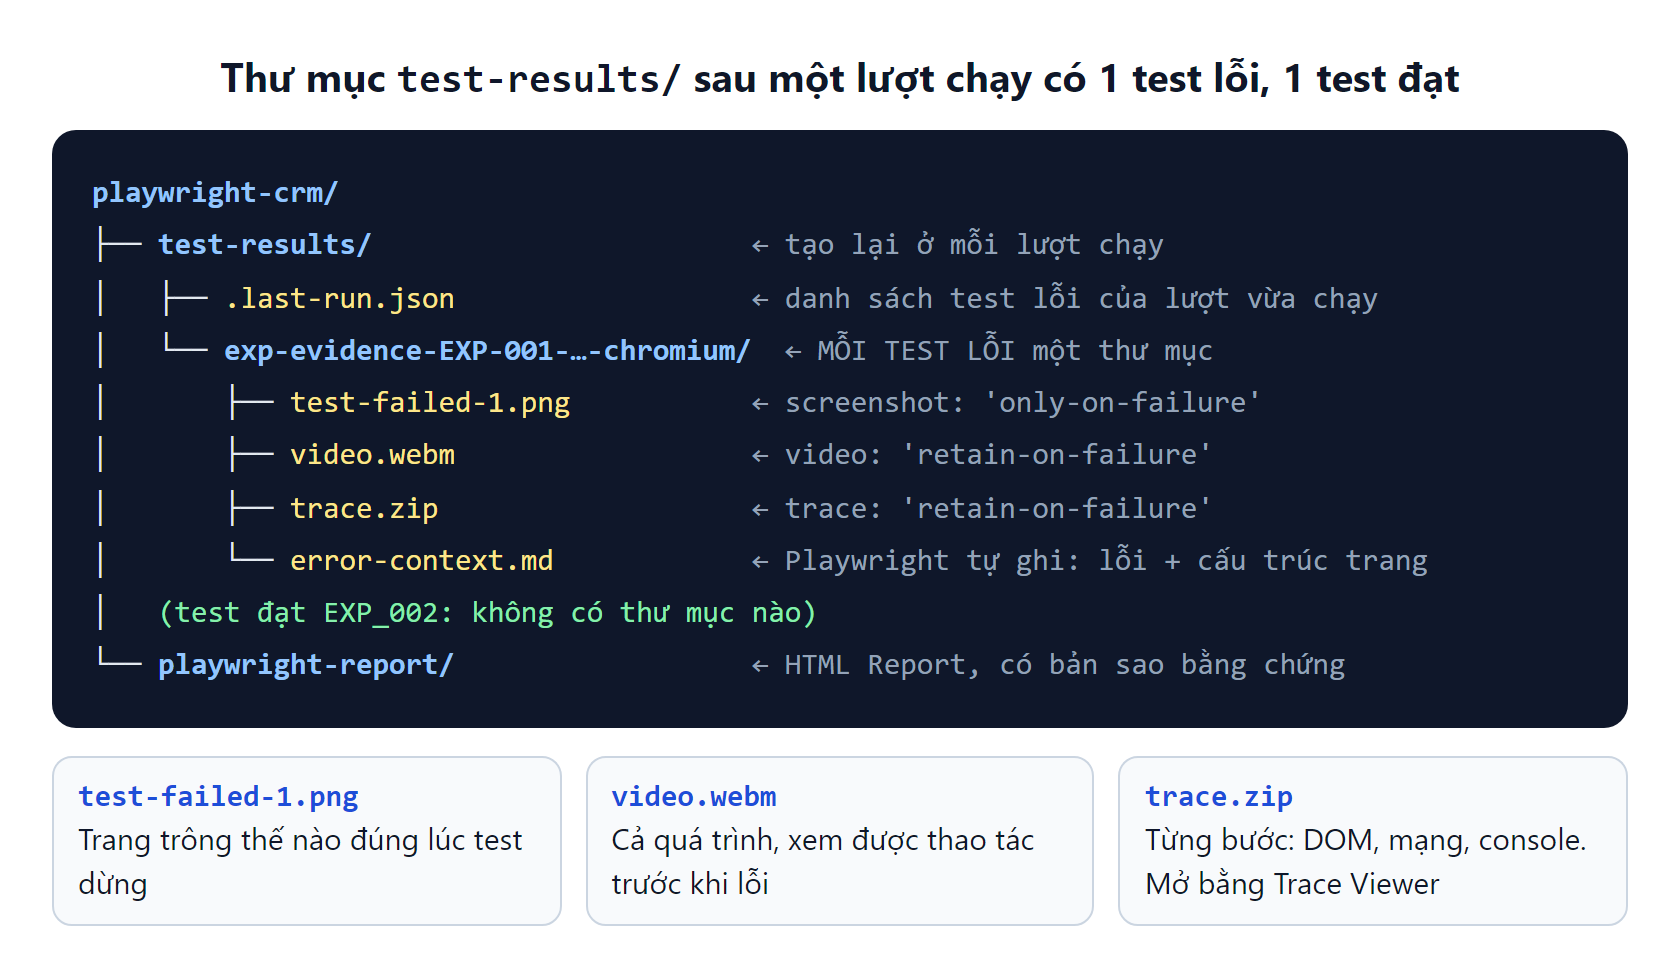 Thư mục test-results/ sau một lượt chạy có 1 test lỗi, 1 test đạt
playwright-crm/
├── test-results/ ← tạo lại ở mỗi lượt chạy
│   ├── .last-run.json ← danh sách test lỗi của lượt vừa chạy
│   └── exp-evidence-EXP-001-…-chromium/ ← MỖI TEST LỖI một thư mục
│       ├── test-failed-1.png ← screenshot: 'only-on-failure'
│       ├── video.webm ← video: 'retain-on-failure'
│       ├── trace.zip ← trace: 'retain-on-failure'
│       └── error-context.md ← Playwright tự ghi: lỗi + cấu trúc trang
│   (test đạt EXP_002: không có thư mục nào)
└── playwright-report/ ← HTML Report, có bản sao bằng chứng
test-failed-1.png
Trang trông thế nào đúng lúc test
dừng
video.webm
Cả quá trình, xem được thao tác
trước khi lỗi
trace.zip
Từng bước: DOM, mạng, console.
Mở bằng Trace Viewer